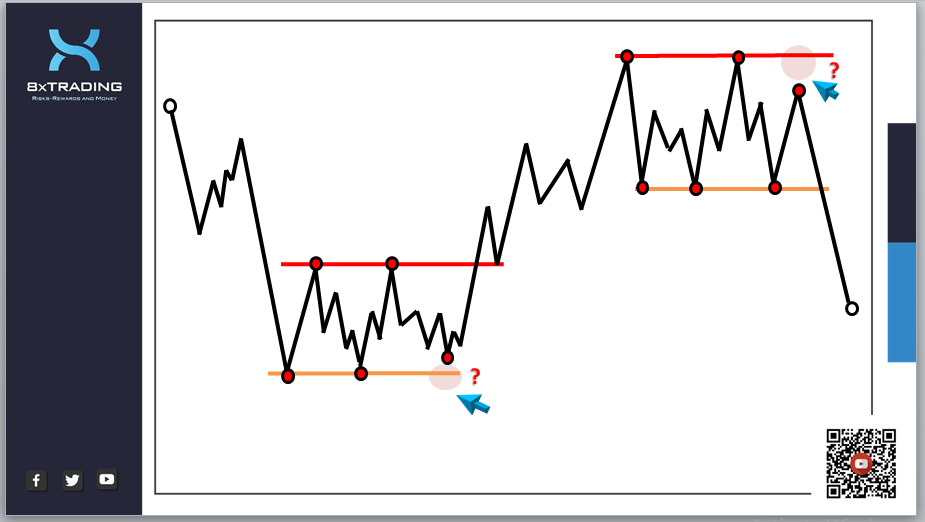 8xTRADING
RISKS-REWARDS AND MONEY
?
?